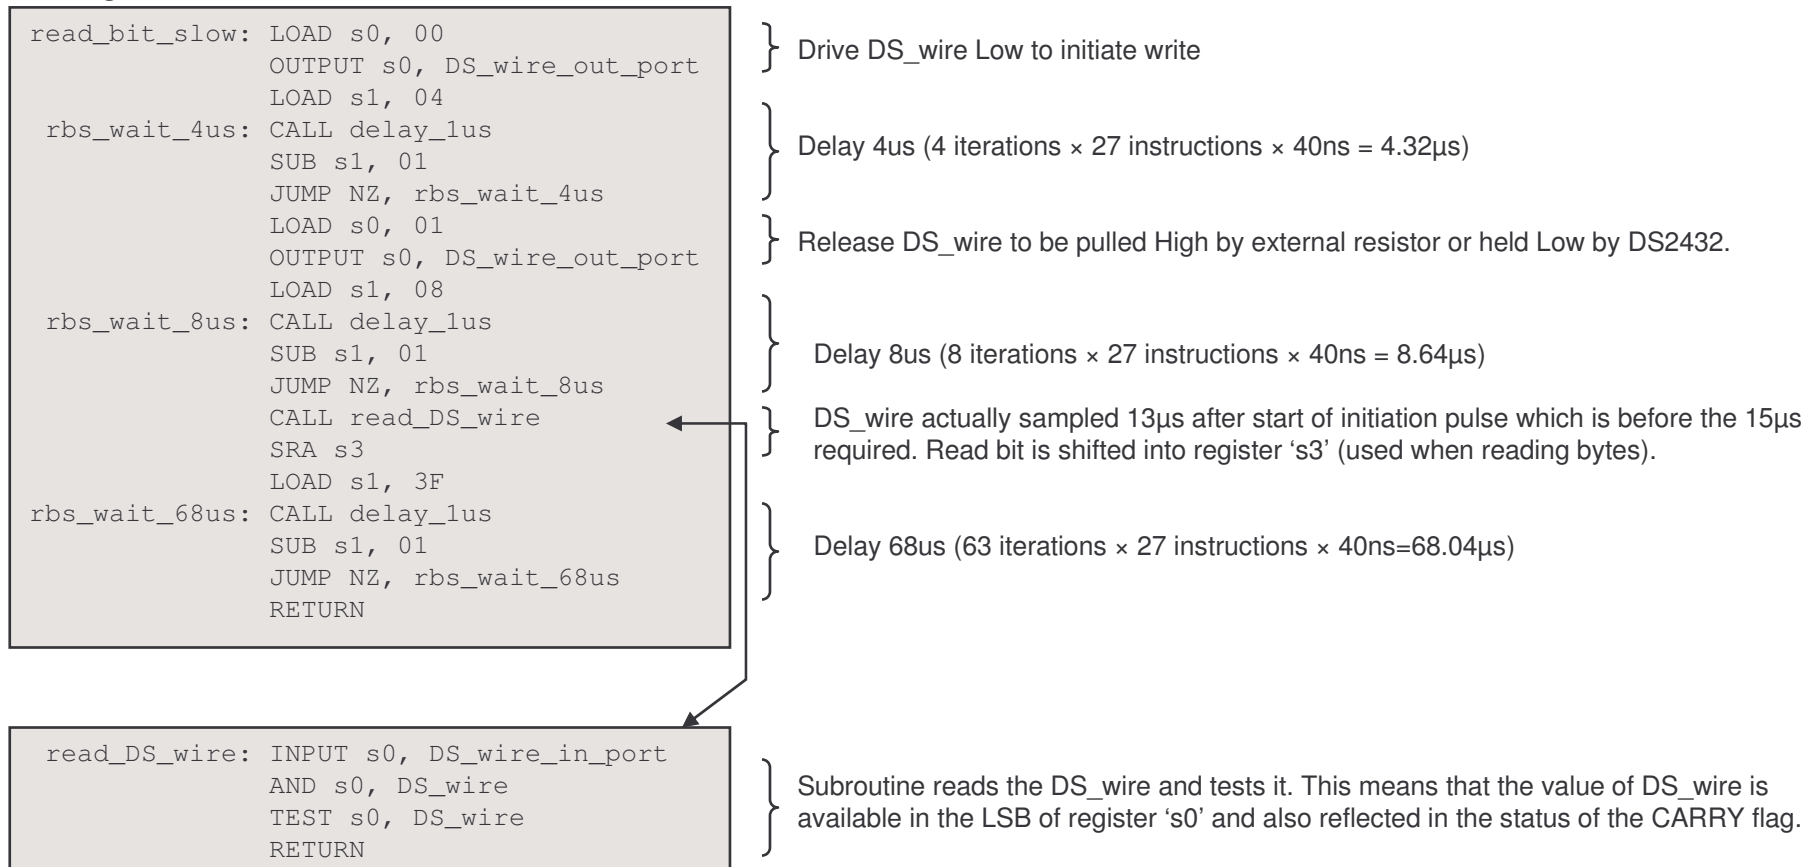 read_bit_slow: LOAD s0, 00
OUTPUT s0, DS_wire_out_port
LOAD s1, 04
rbs_wait_4us: CALL delay_1us
SUB s1, 01
JUMP NZ, rbs_wait_4us
LOAD s0, 01
OUTPUT s0, DS_wire_out_port
LOAD s1, 08
rbs_wait_8us: CALL delay_1us
SUB s1, 01
JUMP NZ, rbs_wait_8us
CALL read_DS_wire
SRA s3
LOAD s1, 3F
rbs_wait_68us: CALL delay_1us
SUB s1, 01
JUMP NZ, rbs_wait_68us
RETURN
Drive DS_wire Low to initiate write
Delay 4us (4 iterations × 27 instructions × 40ns = 4.32µs)
Release DS_wire to be pulled High by external resistor or held Low by DS2432.
Delay 8us (8 iterations × 27 instructions × 40ns = 8.64µs)
DS_wire actually sampled 13µs after start of initiation pulse which is before the 15µs
required. Read bit is shifted into register ‘s3’ (used when reading bytes).
Delay 68us (63 iterations × 27 instructions × 40ns=68.04µs)
read_DS_wire: INPUT s0, DS_wire_in_port
AND s0, DS_wire
TEST s0, DS_wire
RETURN
Subroutine reads the DS_wire and tests it. This means that the value of DS_wire is
available in the LSB of register ‘s0’ and also reflected in the status of the CARRY flag.